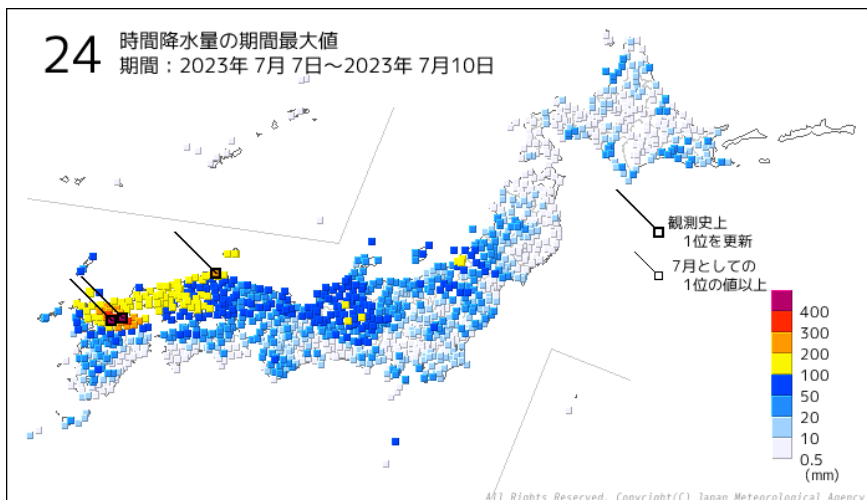 24 時間降水量の期間最大値
期間：2023年 7月 7日～2023年 7月10日
観測史上
1位を更新
7月としての
1位の値以上
400
300
200
100
50
20
10
0.5
(mm)
All Rights Reserved. Copyright(C) Japan Meteorological Agency